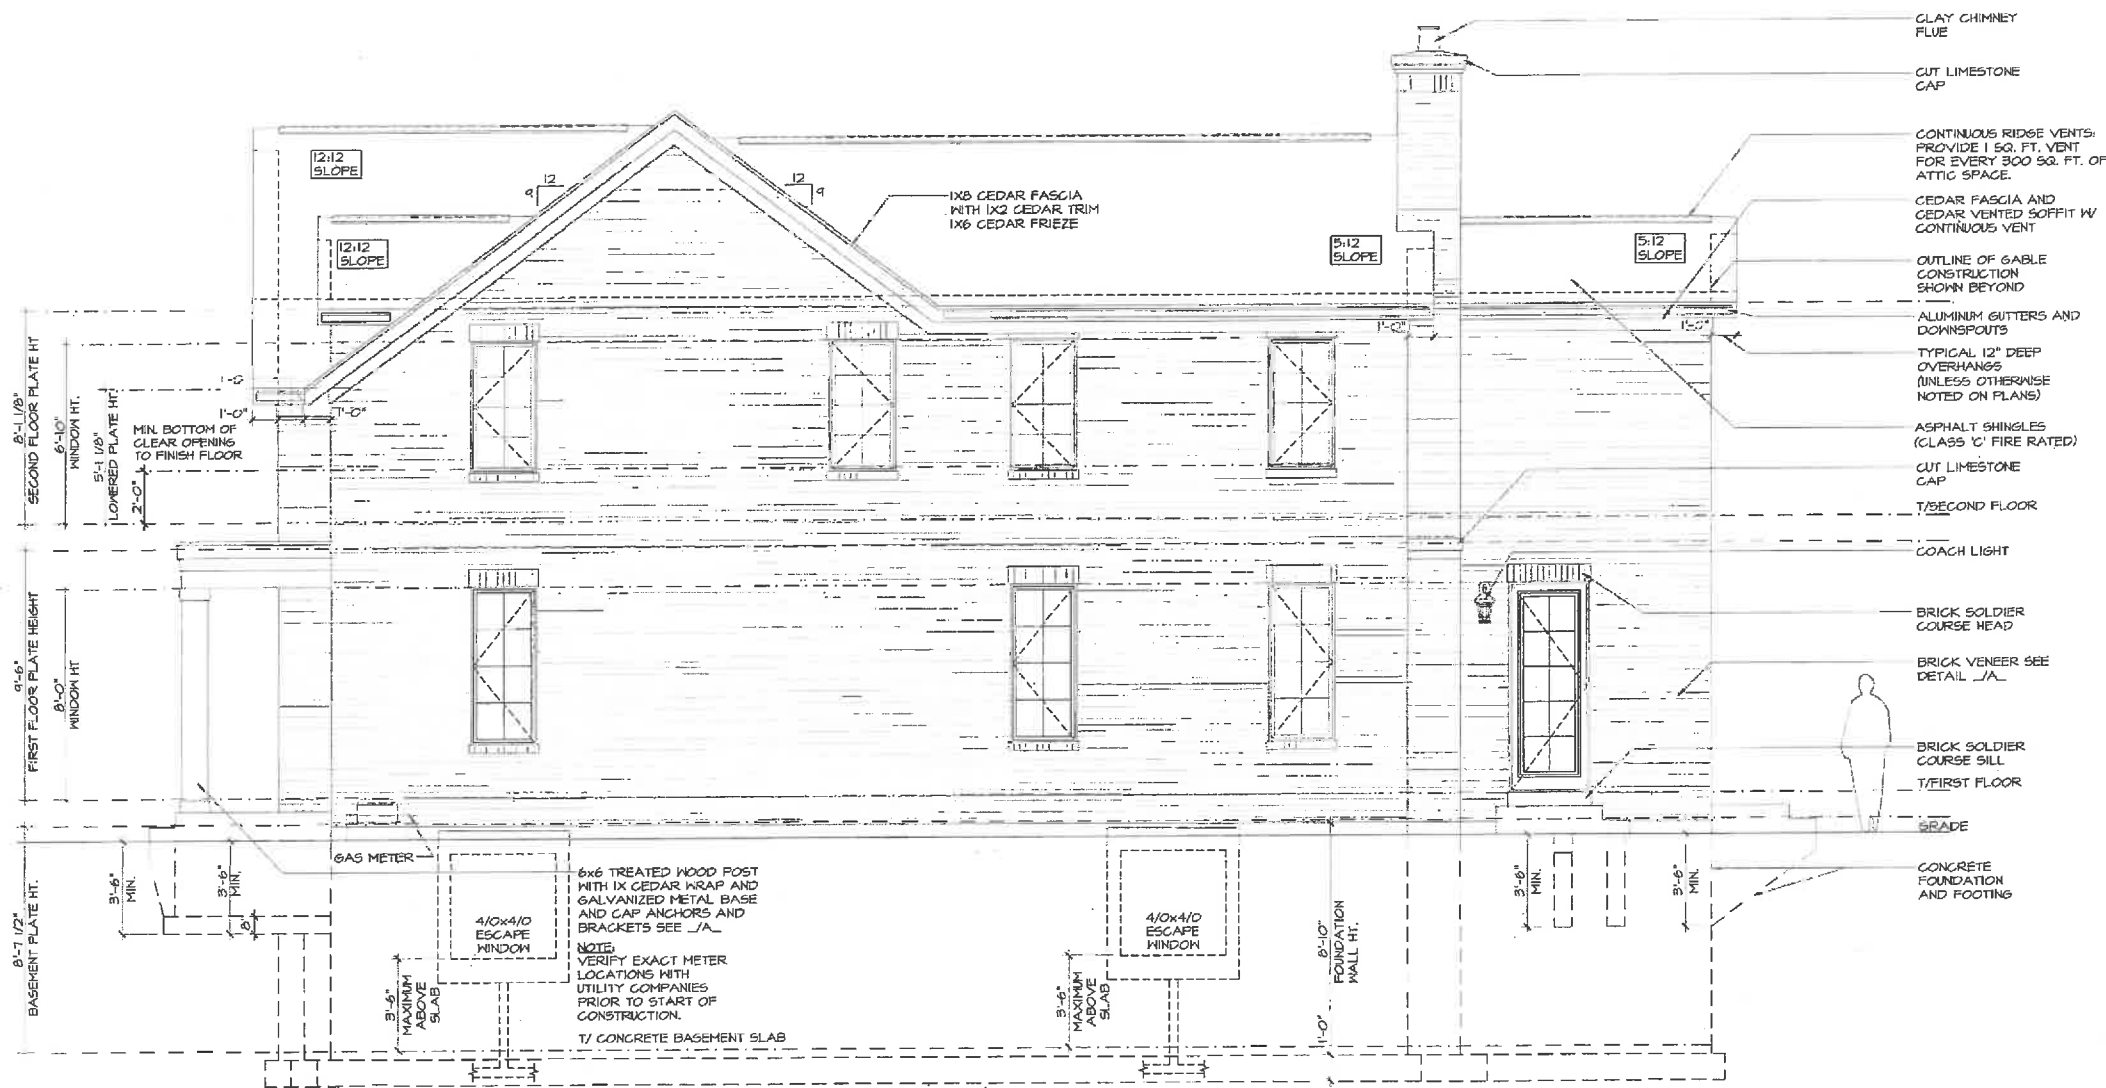 CLAY CHIMNEY
FLUE
CUT LIMESTONE
CAP
CONTINUOUS RIDGE VENTS:
PROVIDE 1 SQ. FT. VENT
FOR EVERY 300 SQ. FT. OF
ATTIC SPACE.
CEDAR FASCIA AND
CEDAR VENTED SOFFIT W/
CONTINUOUS VENT
OUTLINE OF GABLE
CONSTRUCTION
SHOWN BEYOND
ALUMINUM GUTTERS AND
DOWNSPOUTS
TYPICAL 12" DEEP
OVERHANGS
(UNLESS OTHERWISE
NOTED ON PLANS)
ASPHALT SHINGLES
(CLASS 'C' FIRE RATED)
CUT LIMESTONE
CAP
T/SECOND FLOOR
COACH LIGHT
BRICK SOLDIER
COURSE HEAD
BRICK VENEER SEE
DETAIL _/A_
BRICK SOLDIER
COURSE SILL
T/FIRST FLOOR
GRADE
CONCRETE
FOUNDATION
AND FOOTING
12:12
SLOPE
12:12
SLOPE
12
9
12
9
1X8 CEDAR FASCIA
WITH 1X2 CEDAR TRIM
1X6 CEDAR FRIEZE
5:12
SLOPE
5:12
SLOPE
1'-0"
1'-0"
1-0
1'-0"
1'-0"
MIN. BOTTOM OF
CLEAR OPENING
TO FINISH FLOOR
8'-1 1/8"
SECOND FLOOR PLATE HT
6'-10"
WINDOW HT.
5'-1 1/8"
LOWERED PLATE HT.
2'-0"
9'-6"
FIRST FLOOR PLATE HEIGHT
8'-0"
WINDOW HT
8'-7 1/2"
BASEMENT PLATE HT.
3'-6"
MIN.
3'-6"
MIN.
8"
GAS METER
6x6 TREATED WOOD POST
WITH 1X CEDAR WRAP AND
GALVANIZED METAL BASE
AND CAP ANCHORS AND
BRACKETS SEE _/A_
NOTE:
VERIFY EXACT METER
LOCATIONS WITH
UTILITY COMPANIES
PRIOR TO START OF
CONSTRUCTION.
T/ CONCRETE BASEMENT SLAB
4/0x4/0
ESCAPE
WINDOW
3'-6"
MAXIMUM
ABOVE
SLAB
4/0x4/0
ESCAPE
WINDOW
3'-6"
MAXIMUM
ABOVE
SLAB
8'-10"
FOUNDATION
WALL HT.
1'-0"
3'-6"
MIN.
3'-6"
MIN.